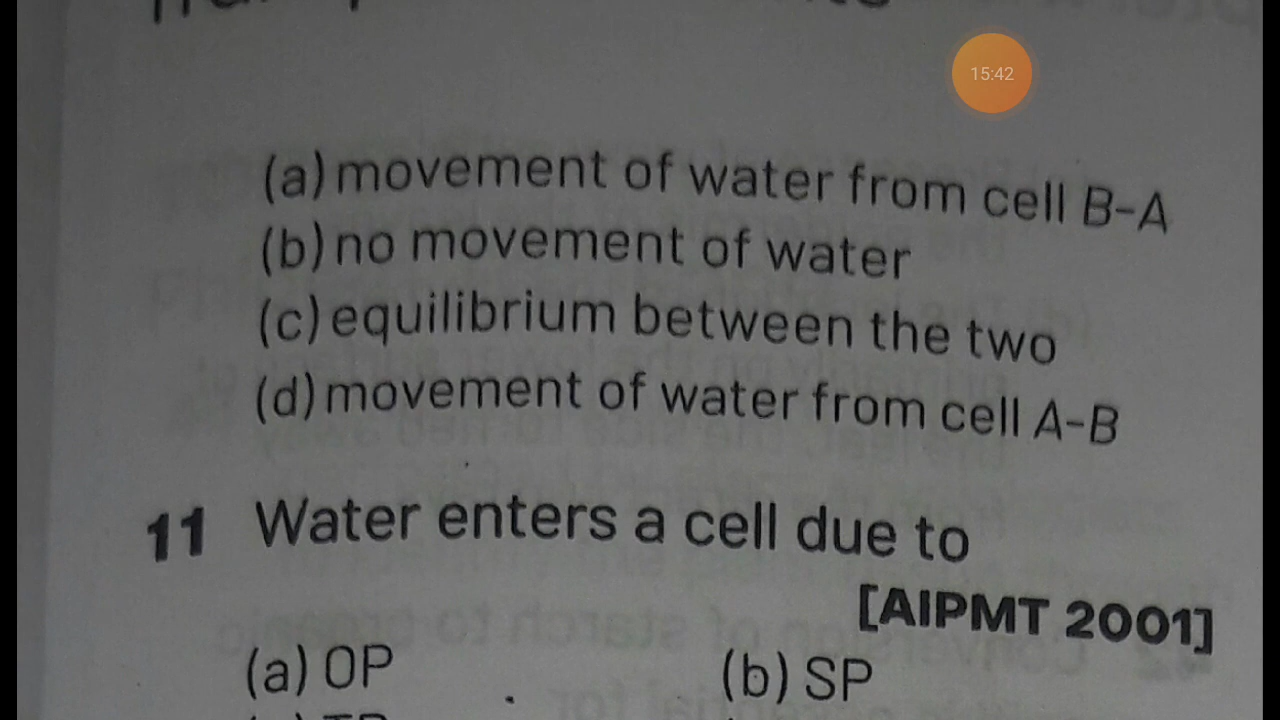 15:42
(a) movement of water from cell B-A
(b) no movement of water
(c) equilibrium between the two
(d) movement of water from cell A-B
11 Water enters a cell due to
[AIPMT 2001]
(a) OP (b) SP